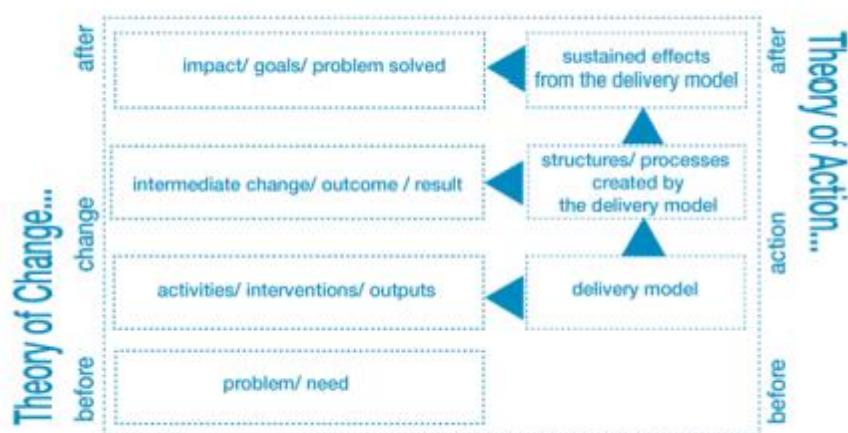 Theory of Change...
after
change
before
impact/ goals/ problem solved
sustained effects
from the delivery model
intermediate change/ outcome / result
structures/ processes
created by
the delivery model
activities/ interventions/ outputs
delivery model
problem/ need
after
action
before
Theory of Action...